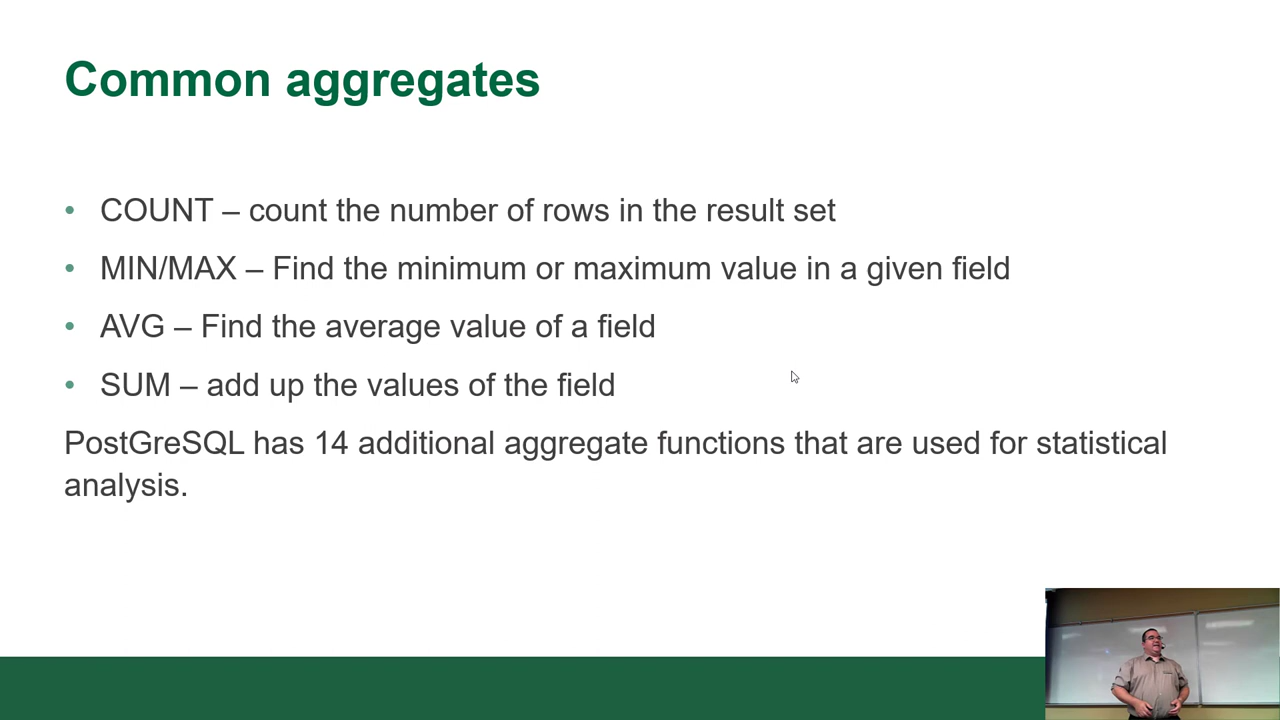 Common aggregates
• COUNT – count the number of rows in the result set
• MIN/MAX – Find the minimum or maximum value in a given field
• AVG – Find the average value of a field
• SUM – add up the values of the field
PostGreSQL has 14 additional aggregate functions that are used for statistical
analysis.